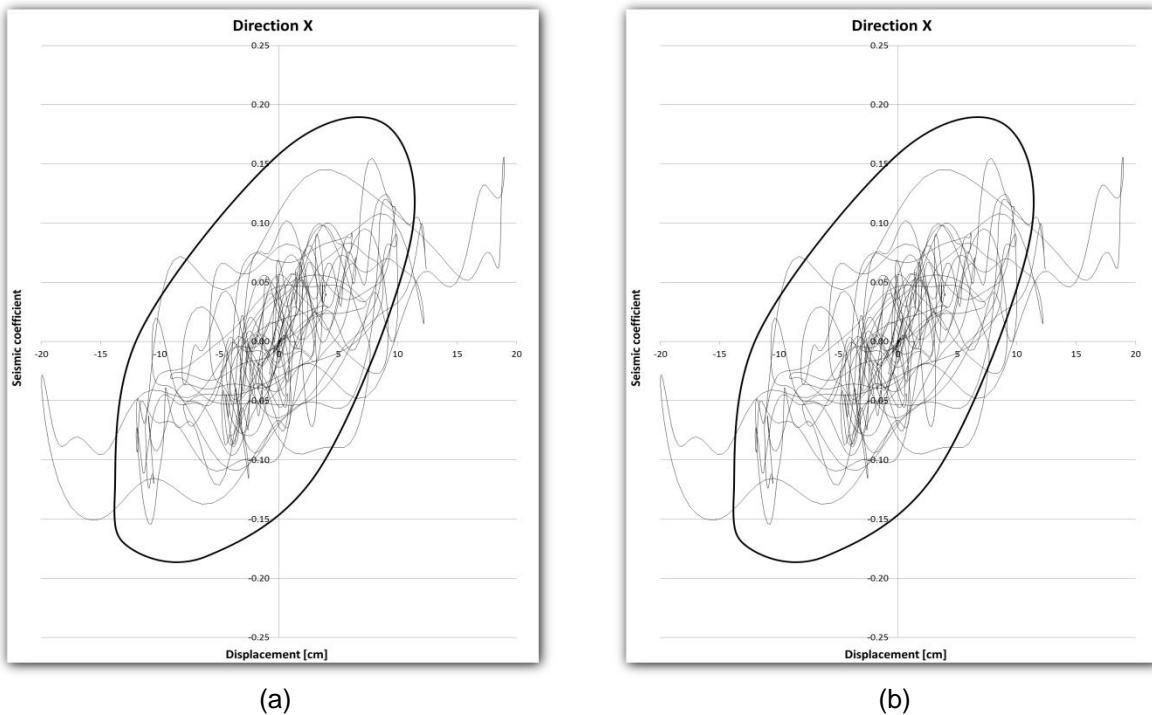 Direction X
0.25
0.20
0.15
0.10
0.05
0.00
-20 -15 -10 -5 0 5 10 15 20
-0.05
-0.10
-0.15
-0.20
-0.25
Seismic coefficient
Displacement [cm]
(a)
Direction X
0.25
0.20
0.15
0.10
0.05
0.00
-20 -15 -10 -5 0 5 10 15 20
-0.05
-0.10
-0.15
-0.20
-0.25
Seismic coefficient
Displacement [cm]
(b)